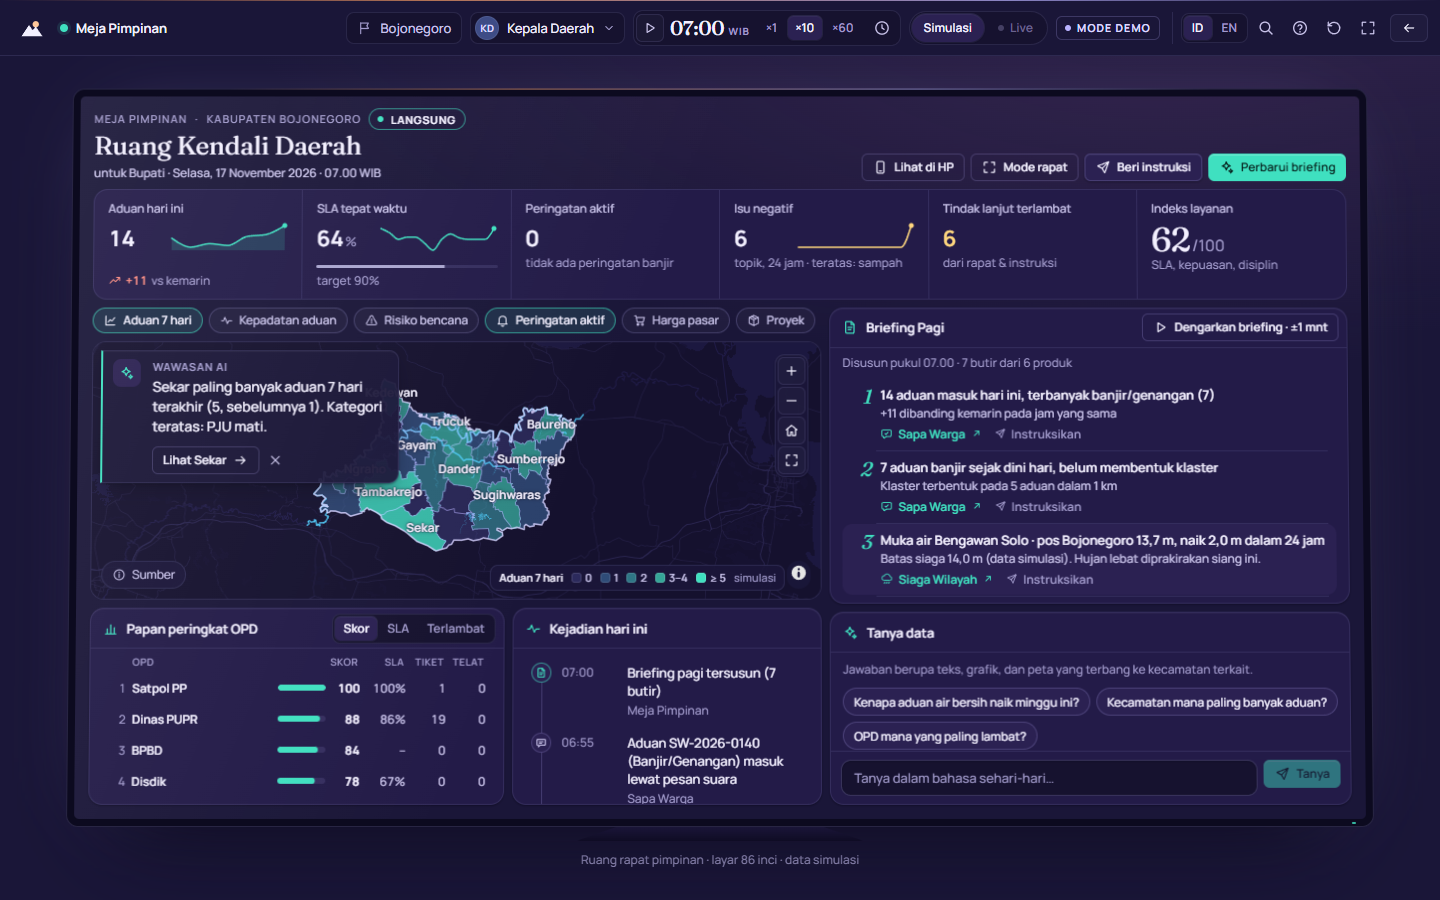 Meja Pimpinan
Bojonegoro
KD Kepala Daerah
07:00 WIB
×1 ×10 ×60
Simulasi Live
MODE DEMO
ID EN
MEJA PIMPINAN · KABUPATEN BOJONEGORO
LANGSUNG
Ruang Kendali Daerah
untuk Bupati · Selasa, 17 November 2026 · 07.00 WIB
Lihat di HP
Mode rapat
Beri instruksi
Perbarui briefing
Aduan hari ini
14
+11 vs kemarin
SLA tepat waktu
64%
target 90%
Peringatan aktif
0
tidak ada peringatan banjir
Isu negatif
6
topik, 24 jam · teratas: sampah
Tindak lanjut terlambat
6
dari rapat & instruksi
Indeks layanan
62/100
SLA, kepuasan, disiplin
Aduan 7 hari
Kepadatan aduan
Risiko bencana
Peringatan aktif
Harga pasar
Proyek
WAWASAN AI
Sekar paling banyak aduan 7 hari
terakhir (5, sebelumnya 1). Kategori
teratas: PJU mati.
Lihat Sekar →
Trucuk
Baureno
Gayam
Sumberrejo
Dander
Tambakrejo
Sugihwaras
Sekar
+
−
Sumber
Aduan 7 hari 0 1 2 3–4 ≥ 5 simulasi
Briefing Pagi
Dengarkan briefing · ±1 mnt
Disusun pukul 07.00 · 7 butir dari 6 produk
1 14 aduan masuk hari ini, terbanyak banjir/genangan (7)
+11 dibanding kemarin pada jam yang sama
Sapa Warga ↗ Instruksikan
2 7 aduan banjir sejak dini hari, belum membentuk klaster
Klaster terbentuk pada 5 aduan dalam 1 km
Sapa Warga ↗ Instruksikan
3 Muka air Bengawan Solo · pos Bojonegoro 13,7 m, naik 2,0 m dalam 24 jam
Batas siaga 14,0 m (data simulasi). Hujan lebat diprakirakan siang ini.
Siaga Wilayah ↗ Instruksikan
Papan peringkat OPD
Skor SLA Terlambat
OPD SKOR SLA TIKET TELAT
1 Satpol PP 100 100% 1 0
2 Dinas PUPR 88 86% 19 0
3 BPBD 84 – 0 0
4 Disdik 78 67% 0 0
Kejadian hari ini
07:00 Briefing pagi tersusun (7
butir)
Meja Pimpinan
06:55 Aduan SW-2026-0140
(Banjir/Genangan) masuk
lewat pesan suara
Sapa Warga
Tanya data
Jawaban berupa teks, grafik, dan peta yang terbang ke kecamatan terkait.
Kenapa aduan air bersih naik minggu ini?
Kecamatan mana paling banyak aduan?
OPD mana yang paling lambat?
Tanya dalam bahasa sehari-hari...
Tanya
Ruang rapat pimpinan · layar 86 inci · data simulasi